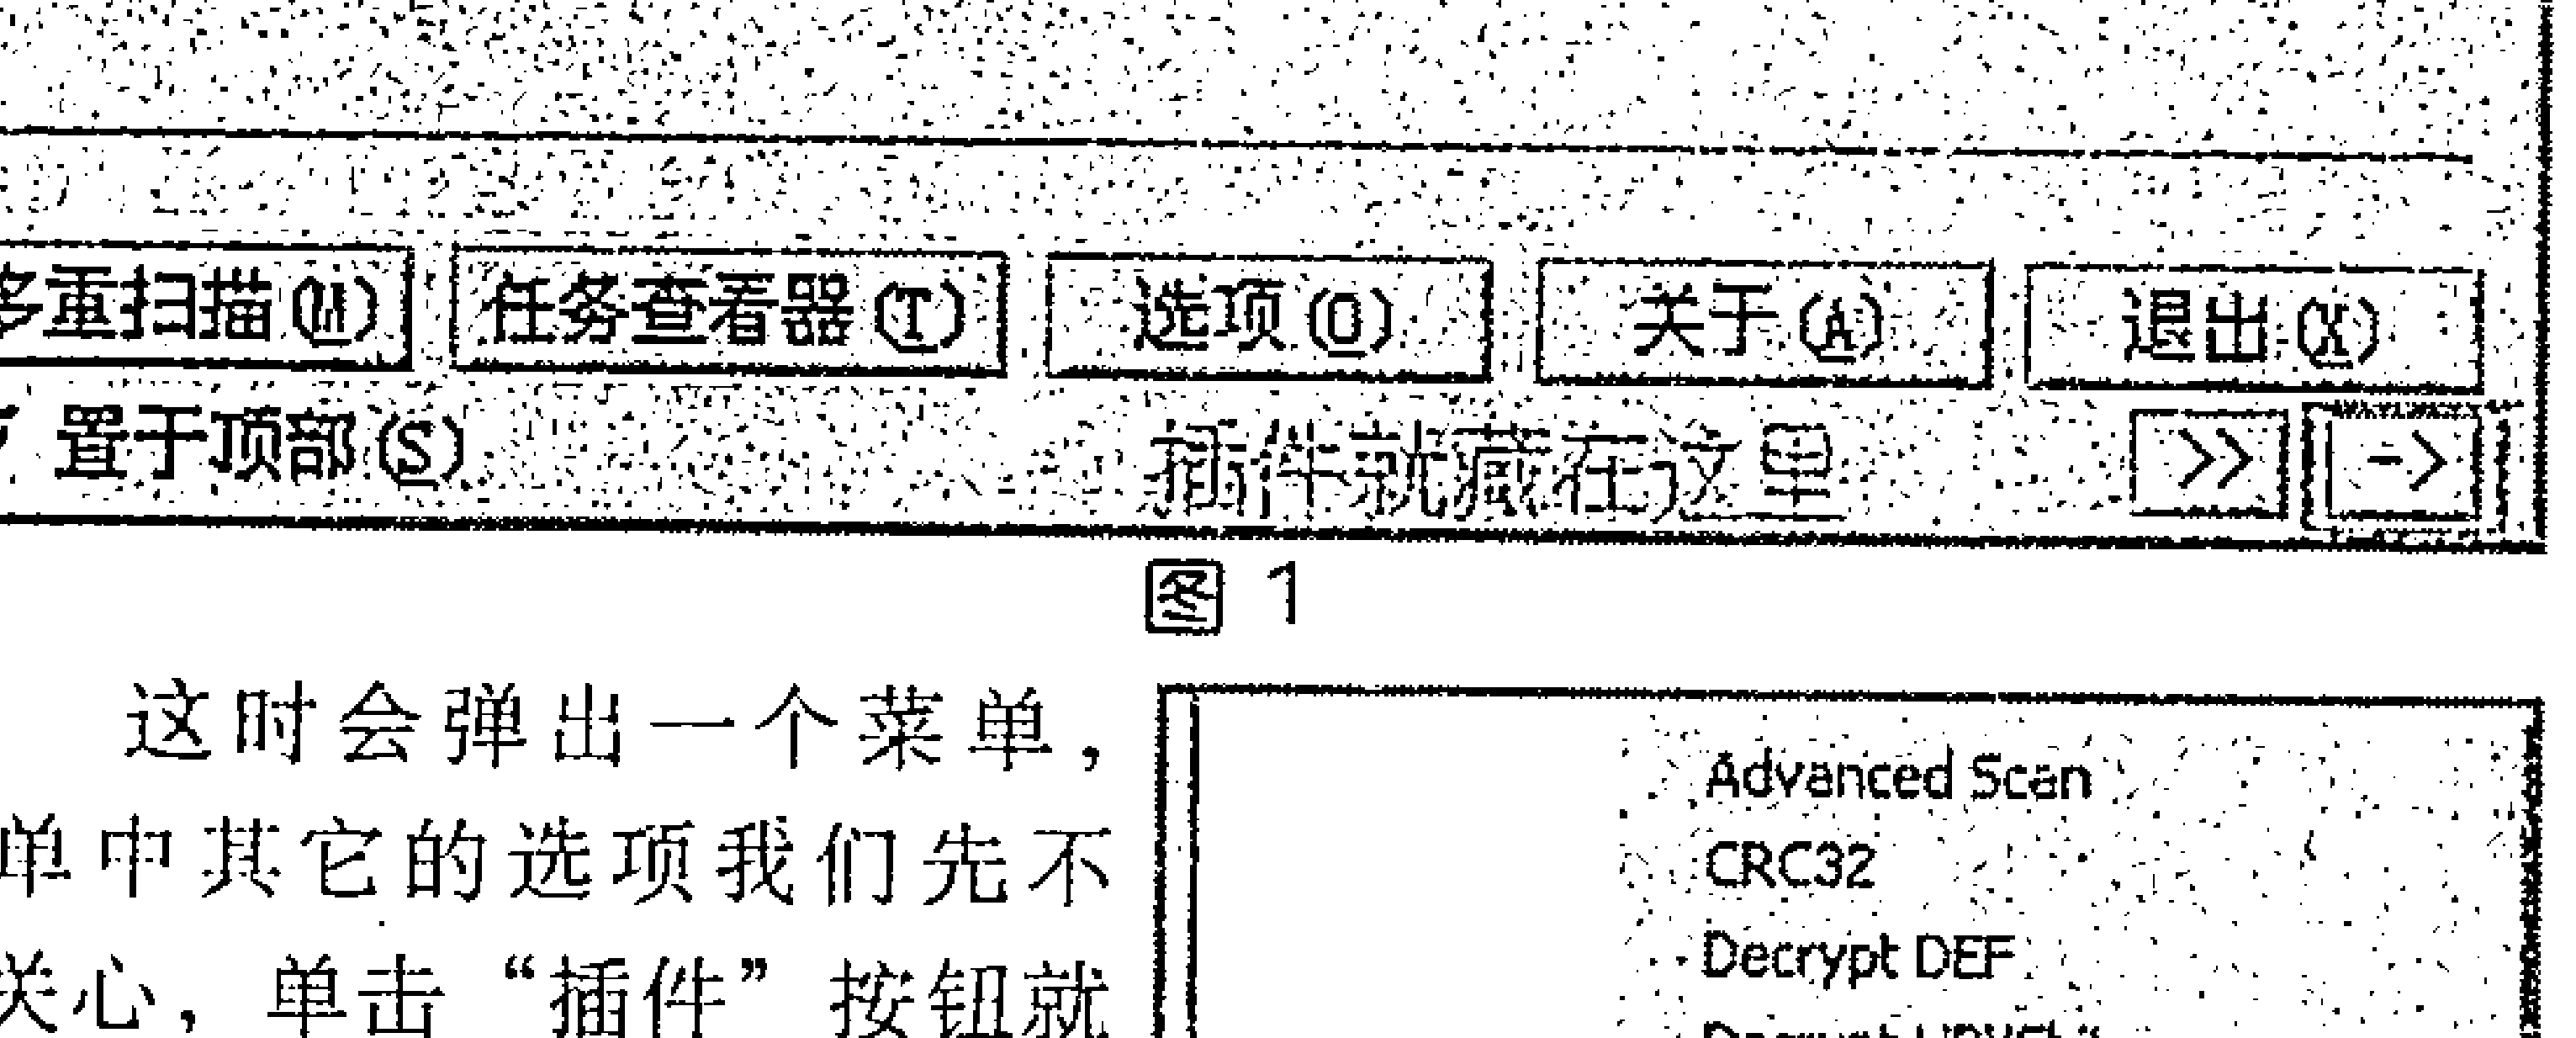 多重扫描(M) 任务查看器(T) 选项(O) 关于(A) 退出(X)
置于顶部(S) 插件就藏在这里 >> ->
图 1
这时会弹出一个菜单，
单中其它的选项我们先不
关心，单击“插件”按钮就
Advanced Scan
CRC32
Decrypt DEF